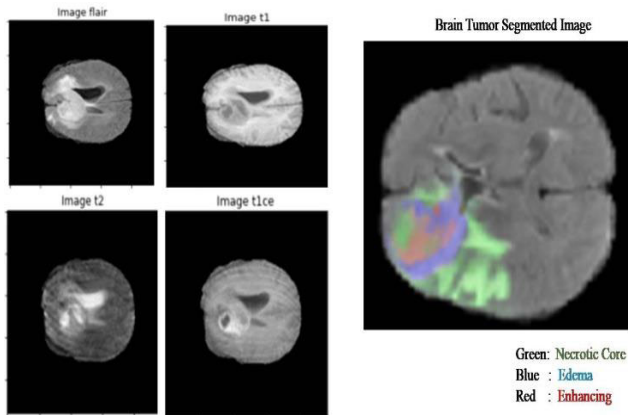 Image flair
Image t1
Image t2
Image t1ce
Brain Tumor Segmented Image
Green: Necrotic Core
Blue : Edema
Red : Enhancing